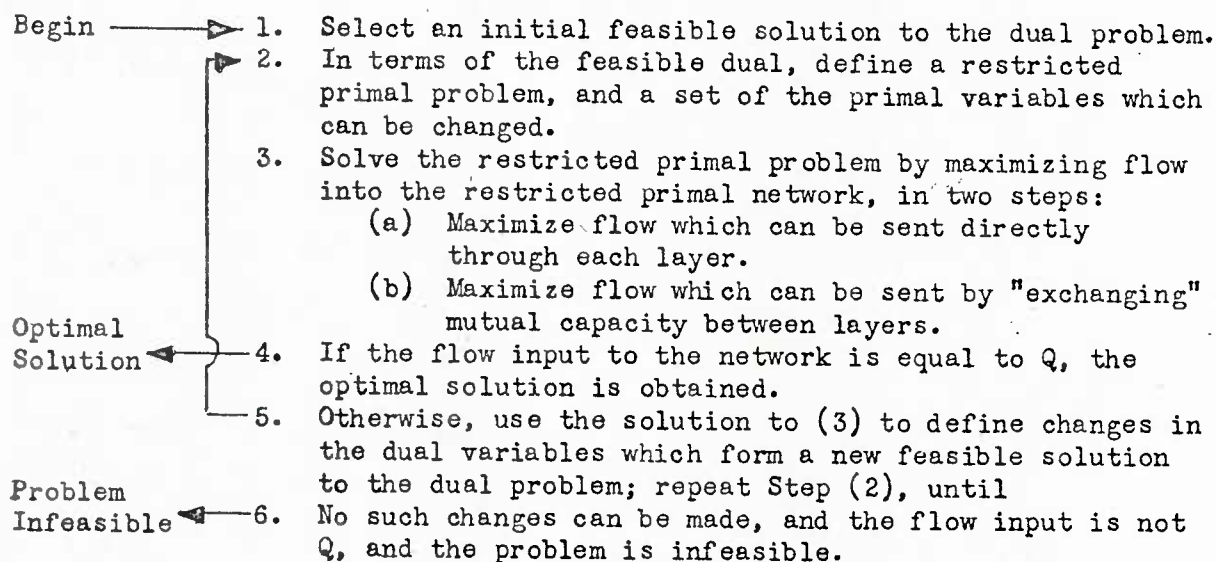 Begin 1. Select an initial feasible solution to the dual problem.
2. In terms of the feasible dual, define a restricted
primal problem, and a set of the primal variables which
can be changed.
3. Solve the restricted primal problem by maximizing flow
into the restricted primal network, in two steps:
(a) Maximize flow which can be sent directly
through each layer.
(b) Maximize flow which can be sent by "exchanging"
mutual capacity between layers.
Optimal
Solution 4. If the flow input to the network is equal to Q, the
optimal solution is obtained.
5. Otherwise, use the solution to (3) to define changes in
the dual variables which form a new feasible solution
to the dual problem; repeat Step (2), until
Problem
Infeasible 6. No such changes can be made, and the flow input is not
Q, and the problem is infeasible.